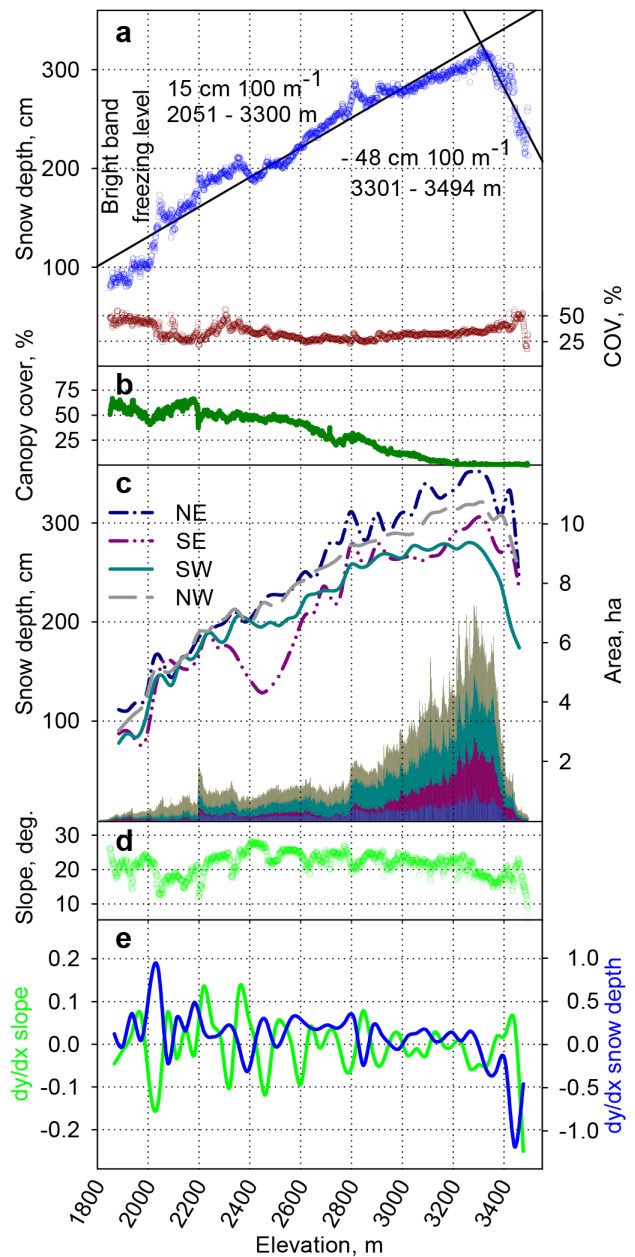 a
Snow depth, cm
300
200
100
15 cm 100 m-1
2051 - 3300 m
Bright band
freezing level
- 48 cm 100 m-1
3301 - 3494 m
50
25
COV, %
b
Canopy cover, %
75
50
25
c
NE
SE
SW
NW
Snow depth, cm
300
200
100
10
8
6
4
2
Area, ha
d
Slope, deg.
30
20
10
e
dy/dx slope
0.2
0.1
0.0
-0.1
-0.2
1.0
0.5
0.0
-0.5
-1.0
dy/dx snow depth
1800 2000 2200 2400 2600 2800 3000 3200 3400
Elevation, m